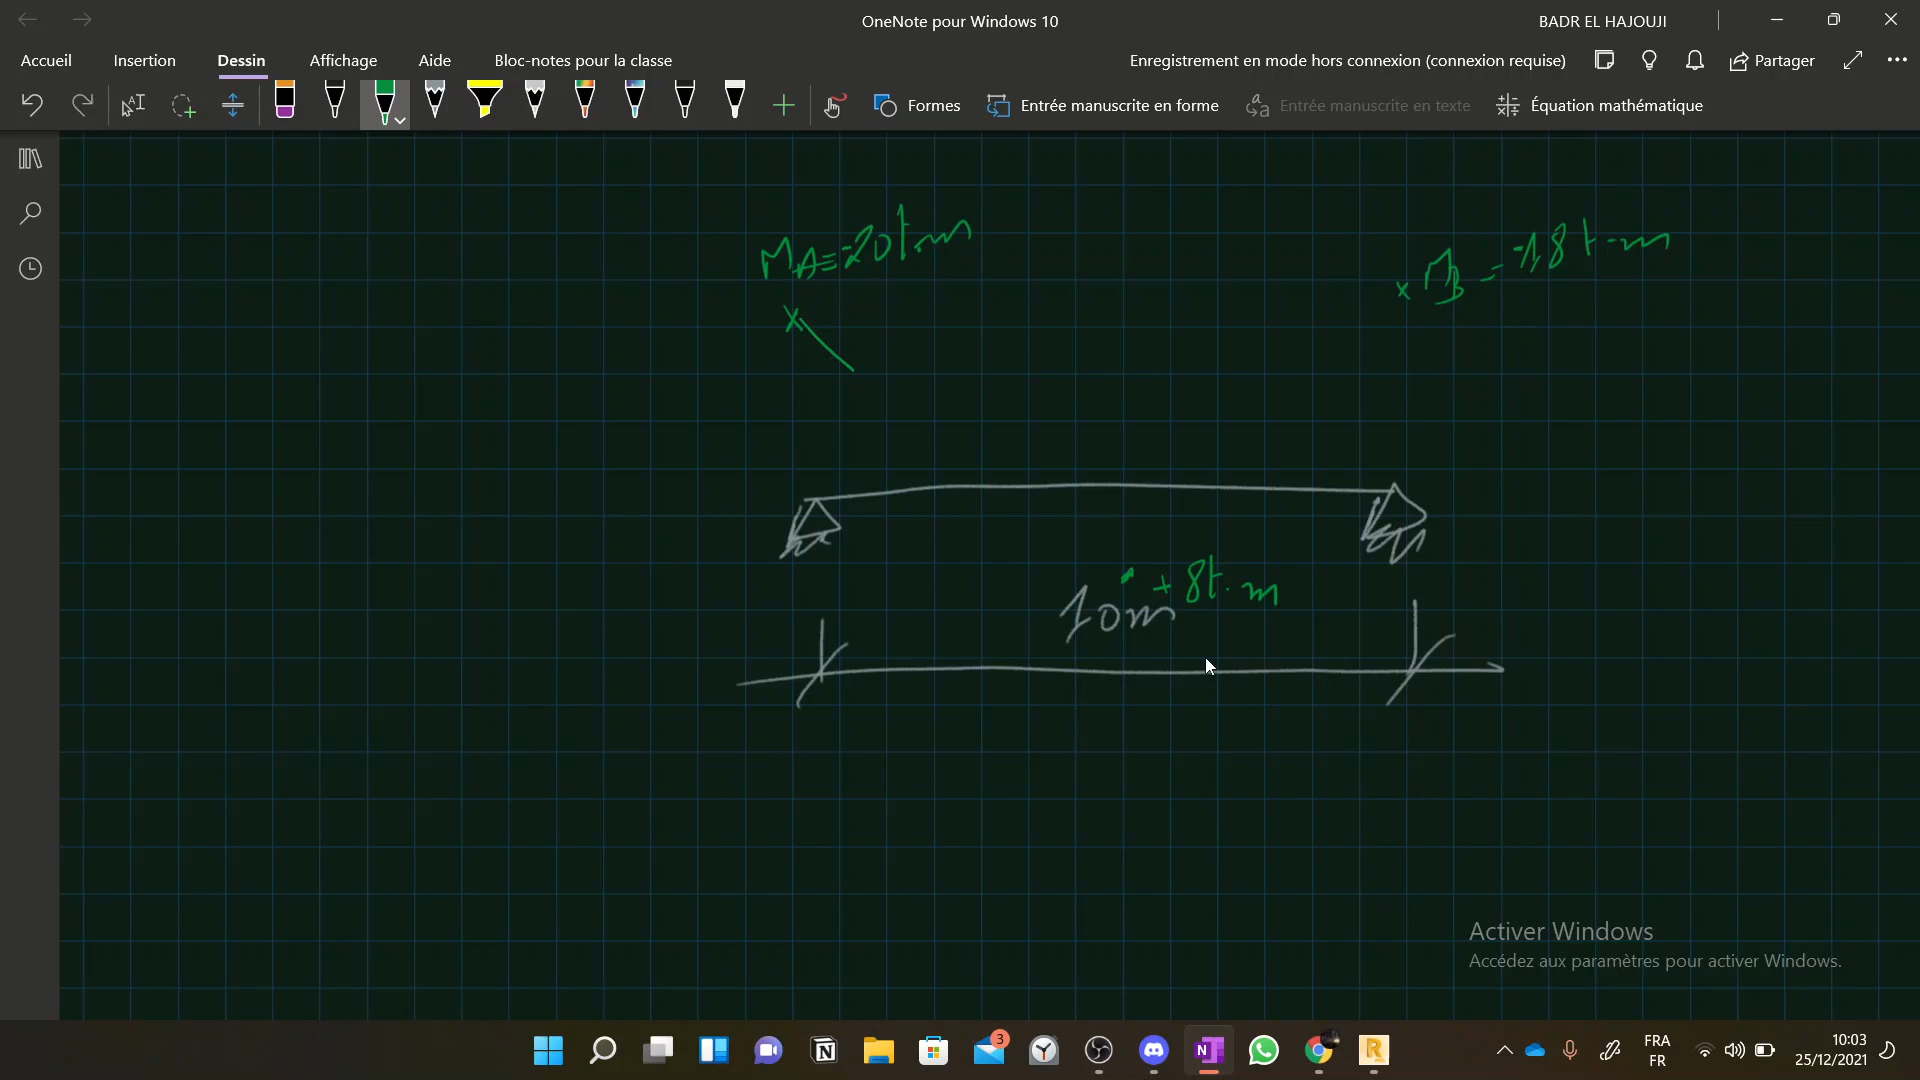 OneNote pour Windows 10
BADR EL HAJOUJI
Accueil Insertion Dessin Affichage Aide Bloc-notes pour la classe
Enregistrement en mode hors connexion (connexion requise)
Partager
Formes Entrée manuscrite en forme Entrée manuscrite en texte Équation mathématique
MA=-20t.m
x MB = -18t-m
x
+8t.m
10m
Activer Windows
Accédez aux paramètres pour activer Windows.
3
FRA
FR
10:03
25/12/2021